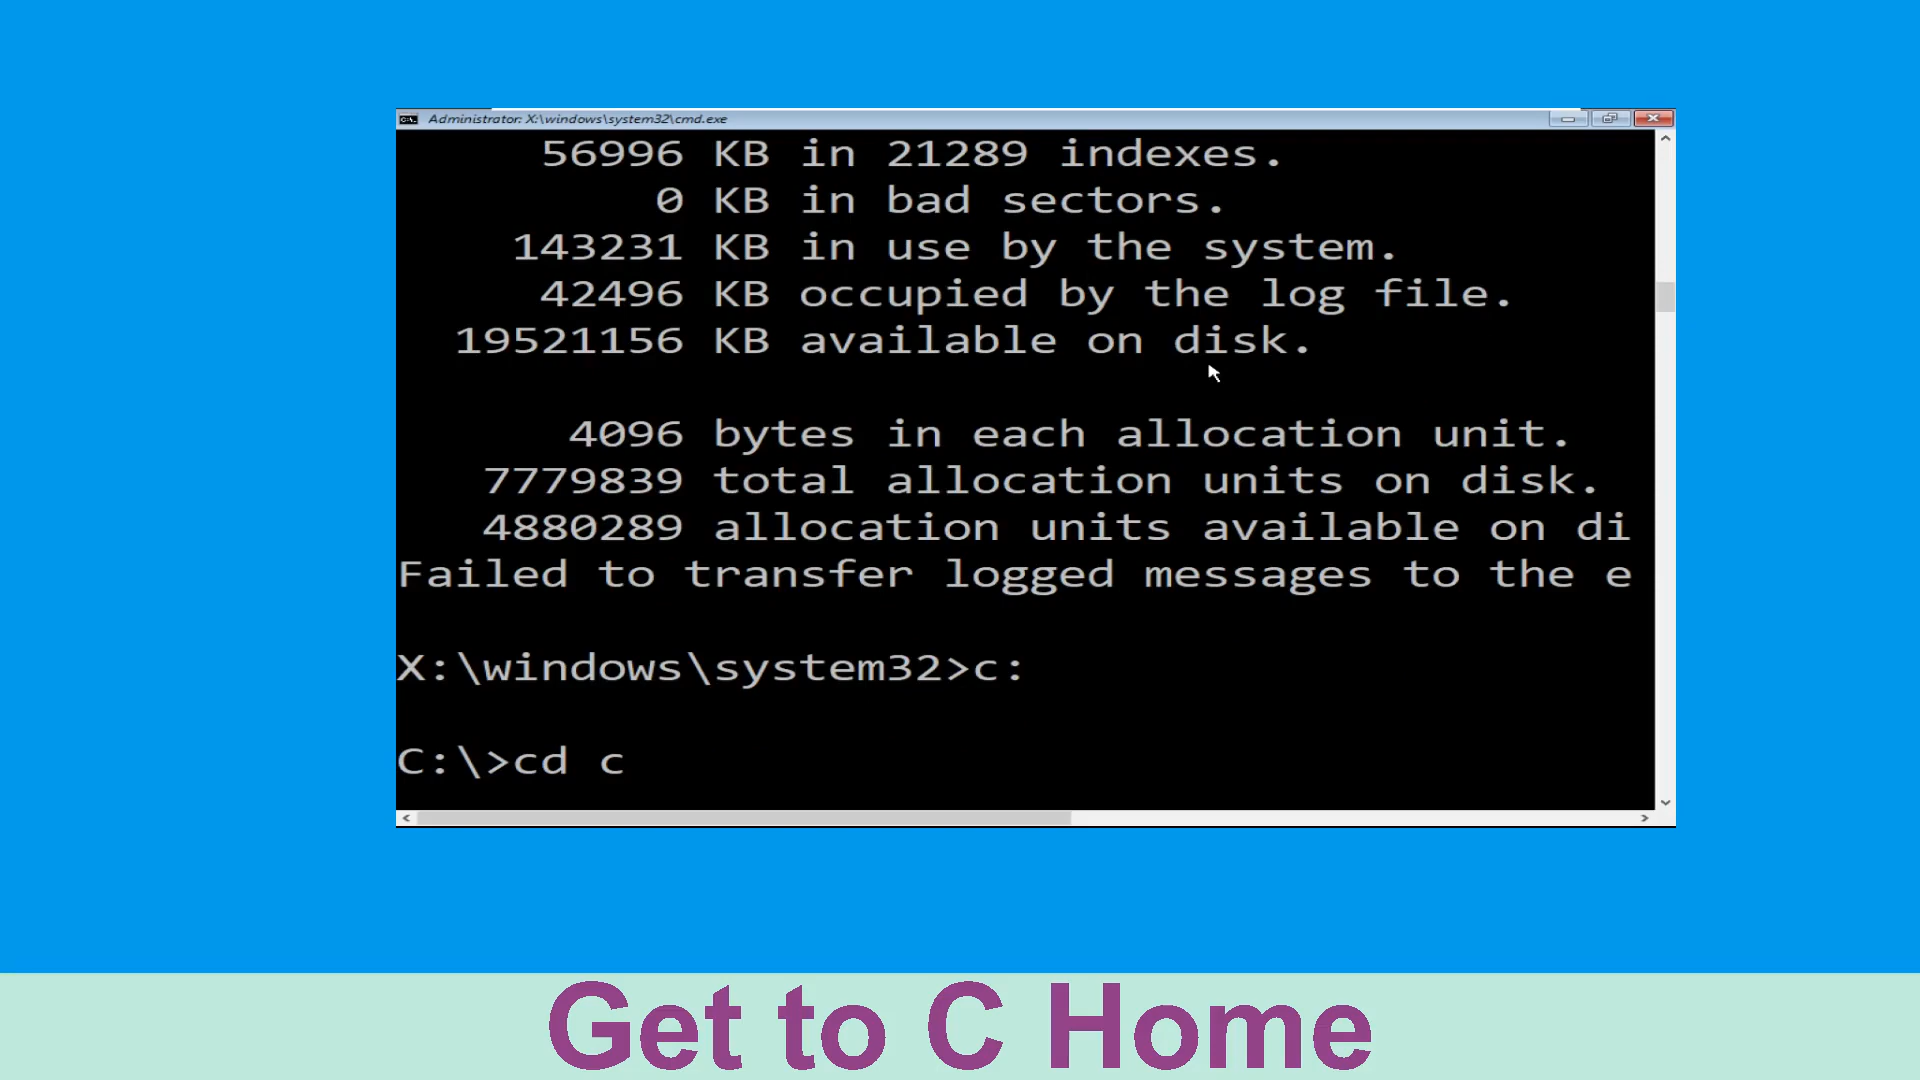 Administrator: X:\windows\system32\cmd.exe
56996 KB in 21289 indexes.
0 KB in bad sectors.
143231 KB in use by the system.
42496 KB occupied by the log file.
19521156 KB available on disk.
4096 bytes in each allocation unit.
7779839 total allocation units on disk.
4880289 allocation units available on di
Failed to transfer logged messages to the e
X:\windows\system32>c:
C:\>cd c
Get to C Home